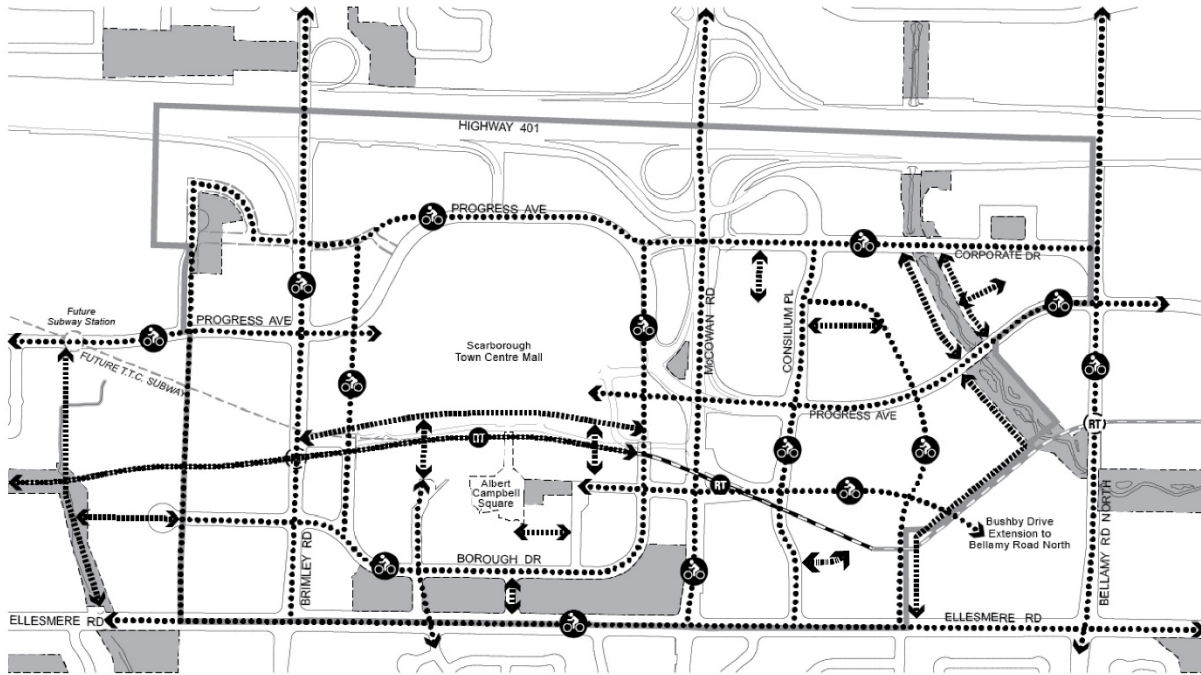 HIGHWAY 401
PROGRESS AVE
CORPORATE DR
Future
Subway Station
PROGRESS AVE
FUTURE T.T.C. SUBWAY
Scarborough
Town Centre Mall
McCOWAN RD
CONSILIUM PL
PROGRESS AVE
RT
RT
RT
Albert
Campbell
Square
Bushby Drive
Extension to
Bellamy Road North
BRIMLEY RD
BOROUGH DR
BELLAMY RD NORTH
ELLESMERE RD
ELLESMERE RD